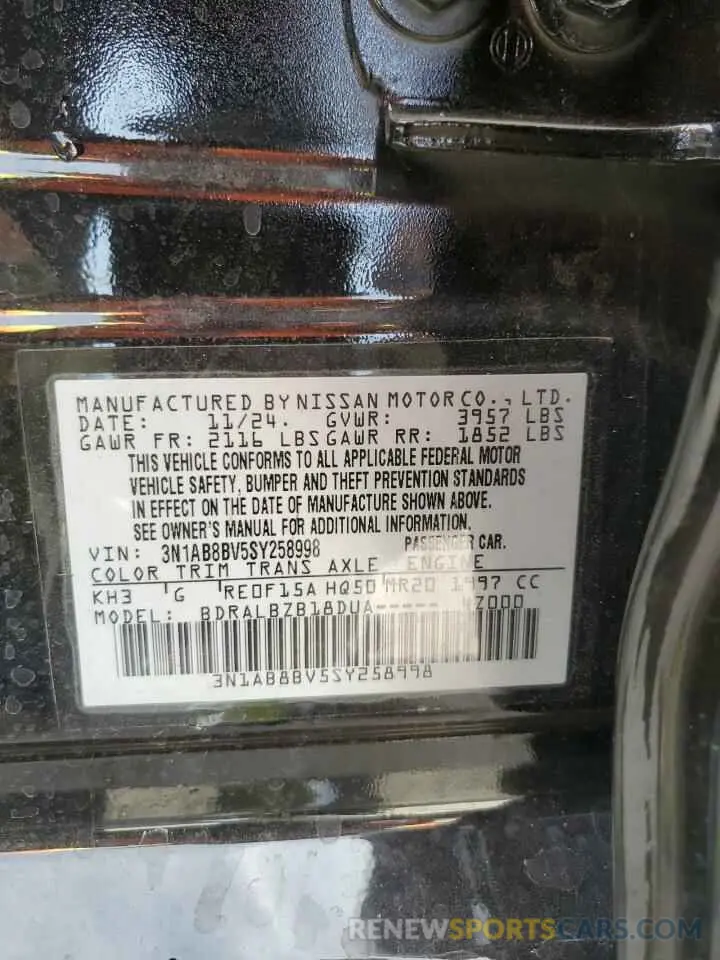 MANUFACTURED BY NISSAN MOTOR CO., LTD.
DATE: 11/24. GVWR: 3957 LBS
GAWR FR: 2116 LBS GAWR RR: 1852 LBS
THIS VEHICLE CONFORMS TO ALL APPLICABLE FEDERAL MOTOR
VEHICLE SAFETY, BUMPER AND THEFT PREVENTION STANDARDS
IN EFFECT ON THE DATE OF MANUFACTURE SHOWN ABOVE.
SEE OWNER'S MANUAL FOR ADDITIONAL INFORMATION.
VIN: 3N1AB8BV5SY258998 PASSENGER CAR.
COLOR TRIM TRANS AXLE ENGINE
KH3 G RE0F15A HQ50 MR20 1997 CC
MODEL: BDRALBZB18DUA-----
3N1AB8BV5SY258998
RENEWSPORTSCARS.COM